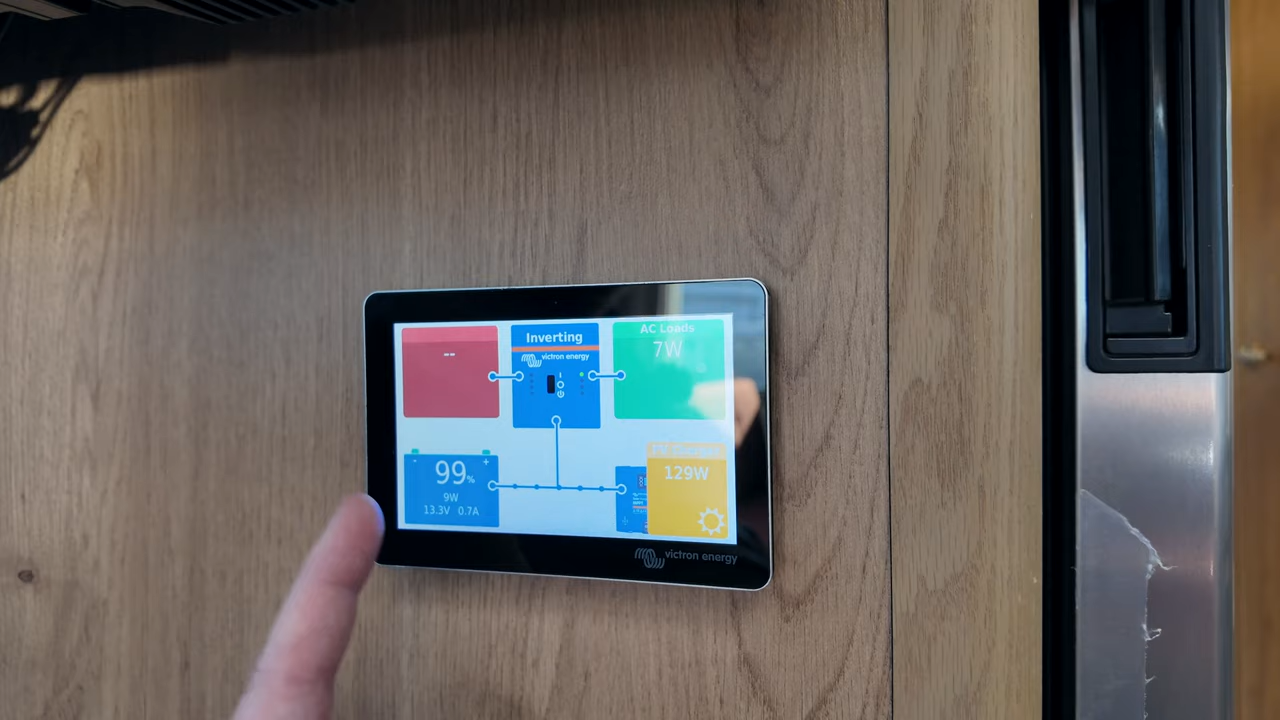 --
Inverting
victron energy
AC Loads
7W
99%
9W
13.3V 0.7A
- +
129W
victron energy